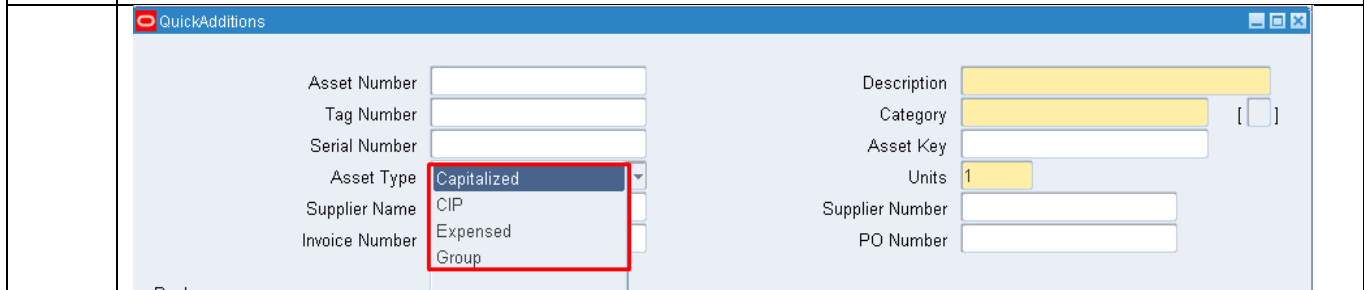 QuickAdditions
Asset Number Description
Tag Number Category [ ]
Serial Number Asset Key
Asset Type Capitalized Units 1
Supplier Name CIP Supplier Number
Invoice Number Expensed PO Number
Group